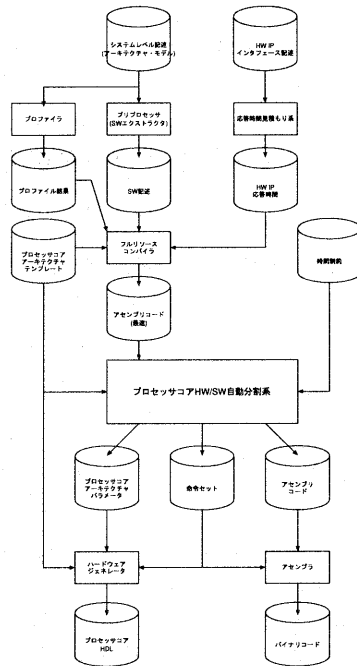 システムレベル記述
(アーキテクチャ・モデル)
HW IP
インタフェース記述
プロファイラ
プリプロセッサ
(SWエクストラクタ)
応答時間見積もり系
プロファイル結果
SW記述
HW IP
応答時間
プロセッサコア
アーキテクチャ
テンプレート
フルリソース
コンパイラ
時間制約
アセンブリコード
(最速)
プロセッサコアHW/SW自動分割系
プロセッサコア
アーキテクチャ
パラメータ
命令セット
アセンブリ
コード
ハードウェア
ジェネレータ
アセンブラ
プロセッサコア
HDL
バイナリコード